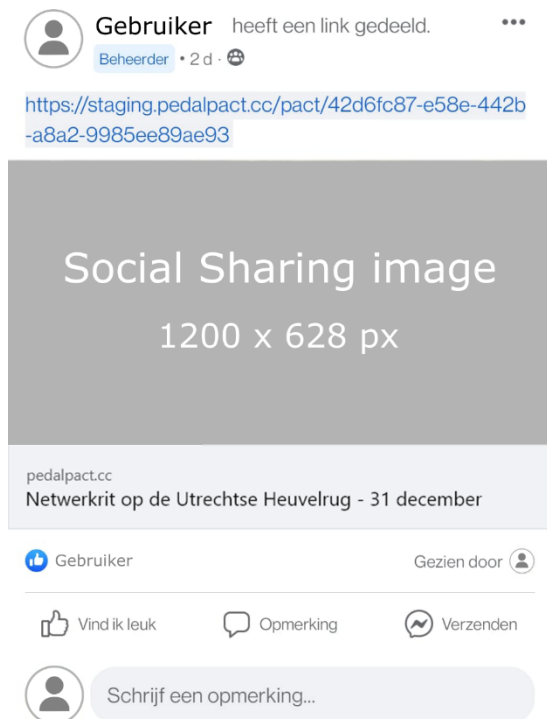 Gebruiker heeft een link gedeeld.
Beheerder • 2 d ·
https://staging.pedalpact.cc/pact/42d6fc87-e58e-442b
-a8a2-9985ee89ae93
Social Sharing image
1200 x 628 px
pedalpact.cc
Netwerkrit op de Utrechtse Heuvelrug - 31 december
Gebruiker Gezien door
Vind ik leuk Opmerking Verzenden
Schrijf een opmerking...